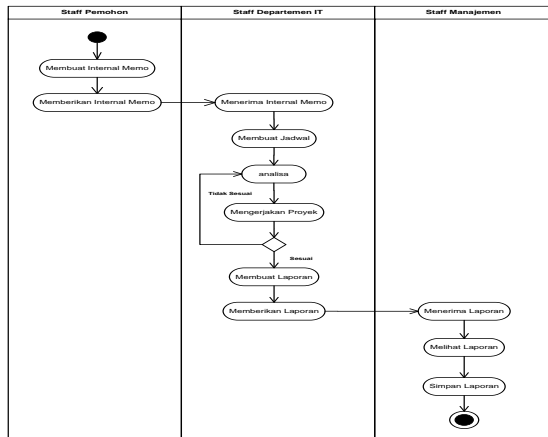 Staff Pemohon
Staff Departemen IT
Staff Manajemen
Membuat Internal Memo
Memberikan Internal Memo
Menerima Internal Memo
Membuat Jadwal
analisa
Tidak Sesuai
Mengerjakan Proyek
Sesuai
Membuat Laporan
Memberikan Laporan
Menerima Laporan
Melihat Laporan
Simpan Laporan